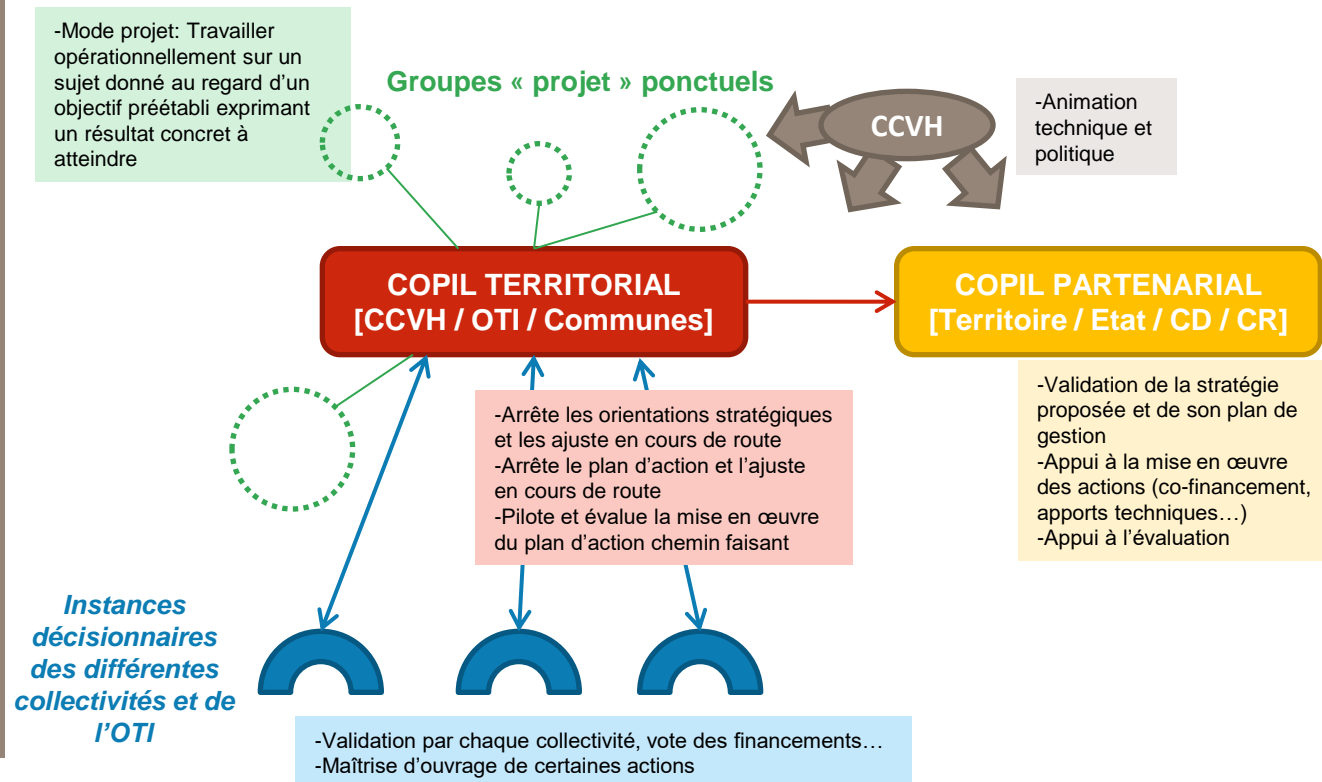 -Mode projet: Travailler
opérationnellement sur un
sujet donné au regard d’un
objectif préétabli exprimant
un résultat concret à
atteindre
Groupes « projet » ponctuels
CCVH
-Animation
technique et
politique
COPIL TERRITORIAL
[CCVH / OTI / Communes]
COPIL PARTENARIAL
[Territoire / Etat / CD / CR]
-Arrête les orientations stratégiques
et les ajuste en cours de route
-Arrête le plan d’action et l’ajuste
en cours de route
-Pilote et évalue la mise en œuvre
du plan d’action chemin faisant
-Validation de la stratégie
proposée et de son plan de
gestion
-Appui à la mise en œuvre
des actions (co-financement,
apports techniques…)
-Appui à l’évaluation
Instances
décisionnaires
des différentes
collectivités et de
l’OTI
-Validation par chaque collectivité, vote des financements…
-Maîtrise d’ouvrage de certaines actions